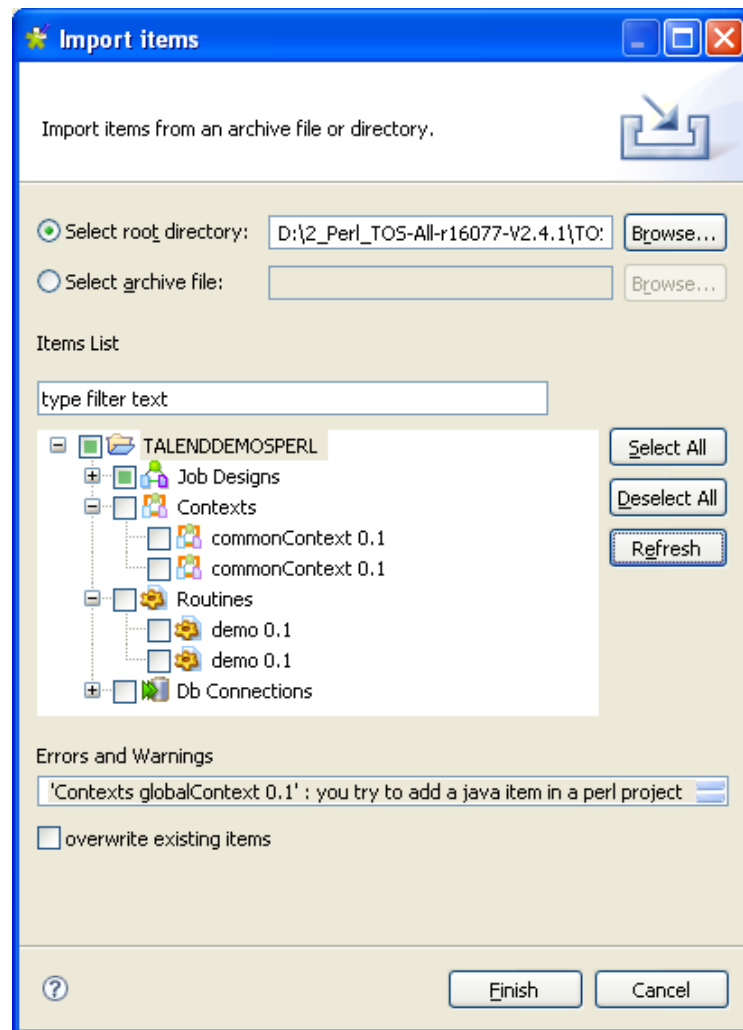 Import items
Import items from an archive file or directory.
Select root directory: D:\2_Perl_TOS-All-r16077-V2.4.1\TO Browse...
Select archive file: Browse...
Items List
type filter text
TALENDDEMOSPERL
Job Designs
Contexts
commonContext 0.1
commonContext 0.1
Routines
demo 0.1
demo 0.1
Db Connections
Select All
Deselect All
Refresh
Errors and Warnings
'Contexts globalContext 0.1' : you try to add a java item in a perl project
overwrite existing items
? Finish Cancel